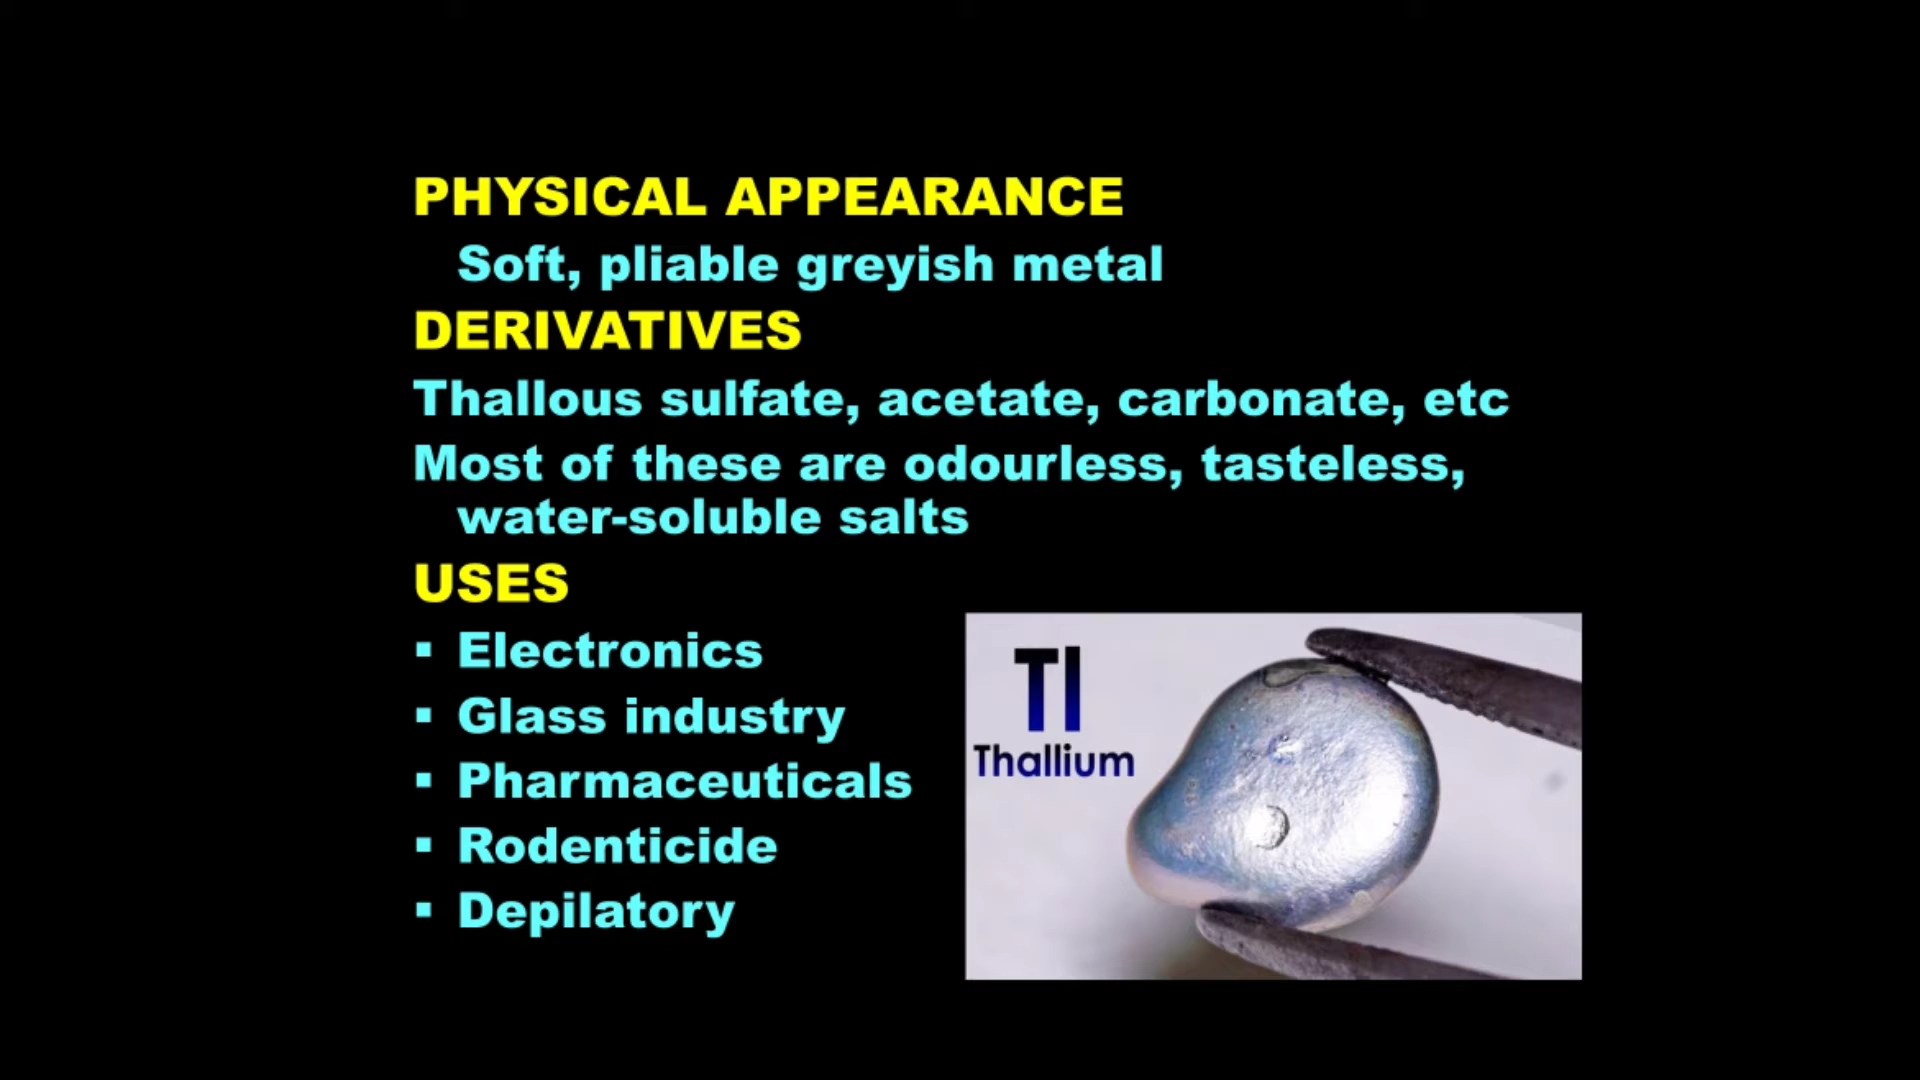 PHYSICAL APPEARANCE
Soft, pliable greyish metal
DERIVATIVES
Thallous sulfate, acetate, carbonate, etc
Most of these are odourless, tasteless,
water-soluble salts
USES
▪ Electronics
▪ Glass industry
▪ Pharmaceuticals
▪ Rodenticide
▪ Depilatory
Tl
Thallium